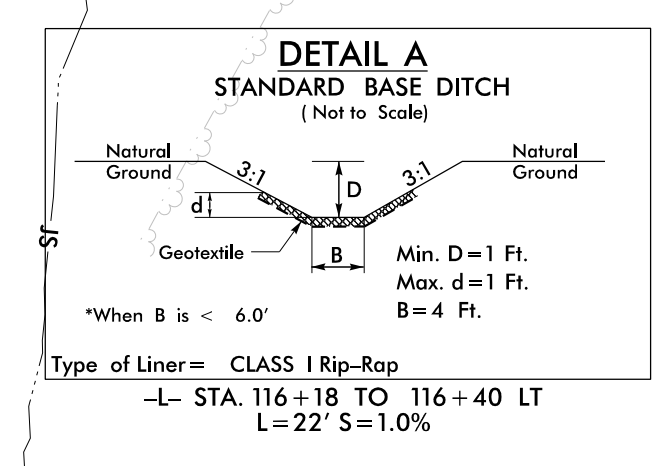 DETAIL A
STANDARD BASE DITCH
( Not to Scale)
Natural
Ground
3:1
D
3:1
Natural
Ground
d
Geotextile
B
Min. D=1 Ft.
Max. d=1 Ft.
B=4 Ft.
*When B is < 6.0'
Type of Liner= CLASS I Rip-Rap
-L- STA. 116+18 TO 116+40 LT
L=22' S=1.0%
JS